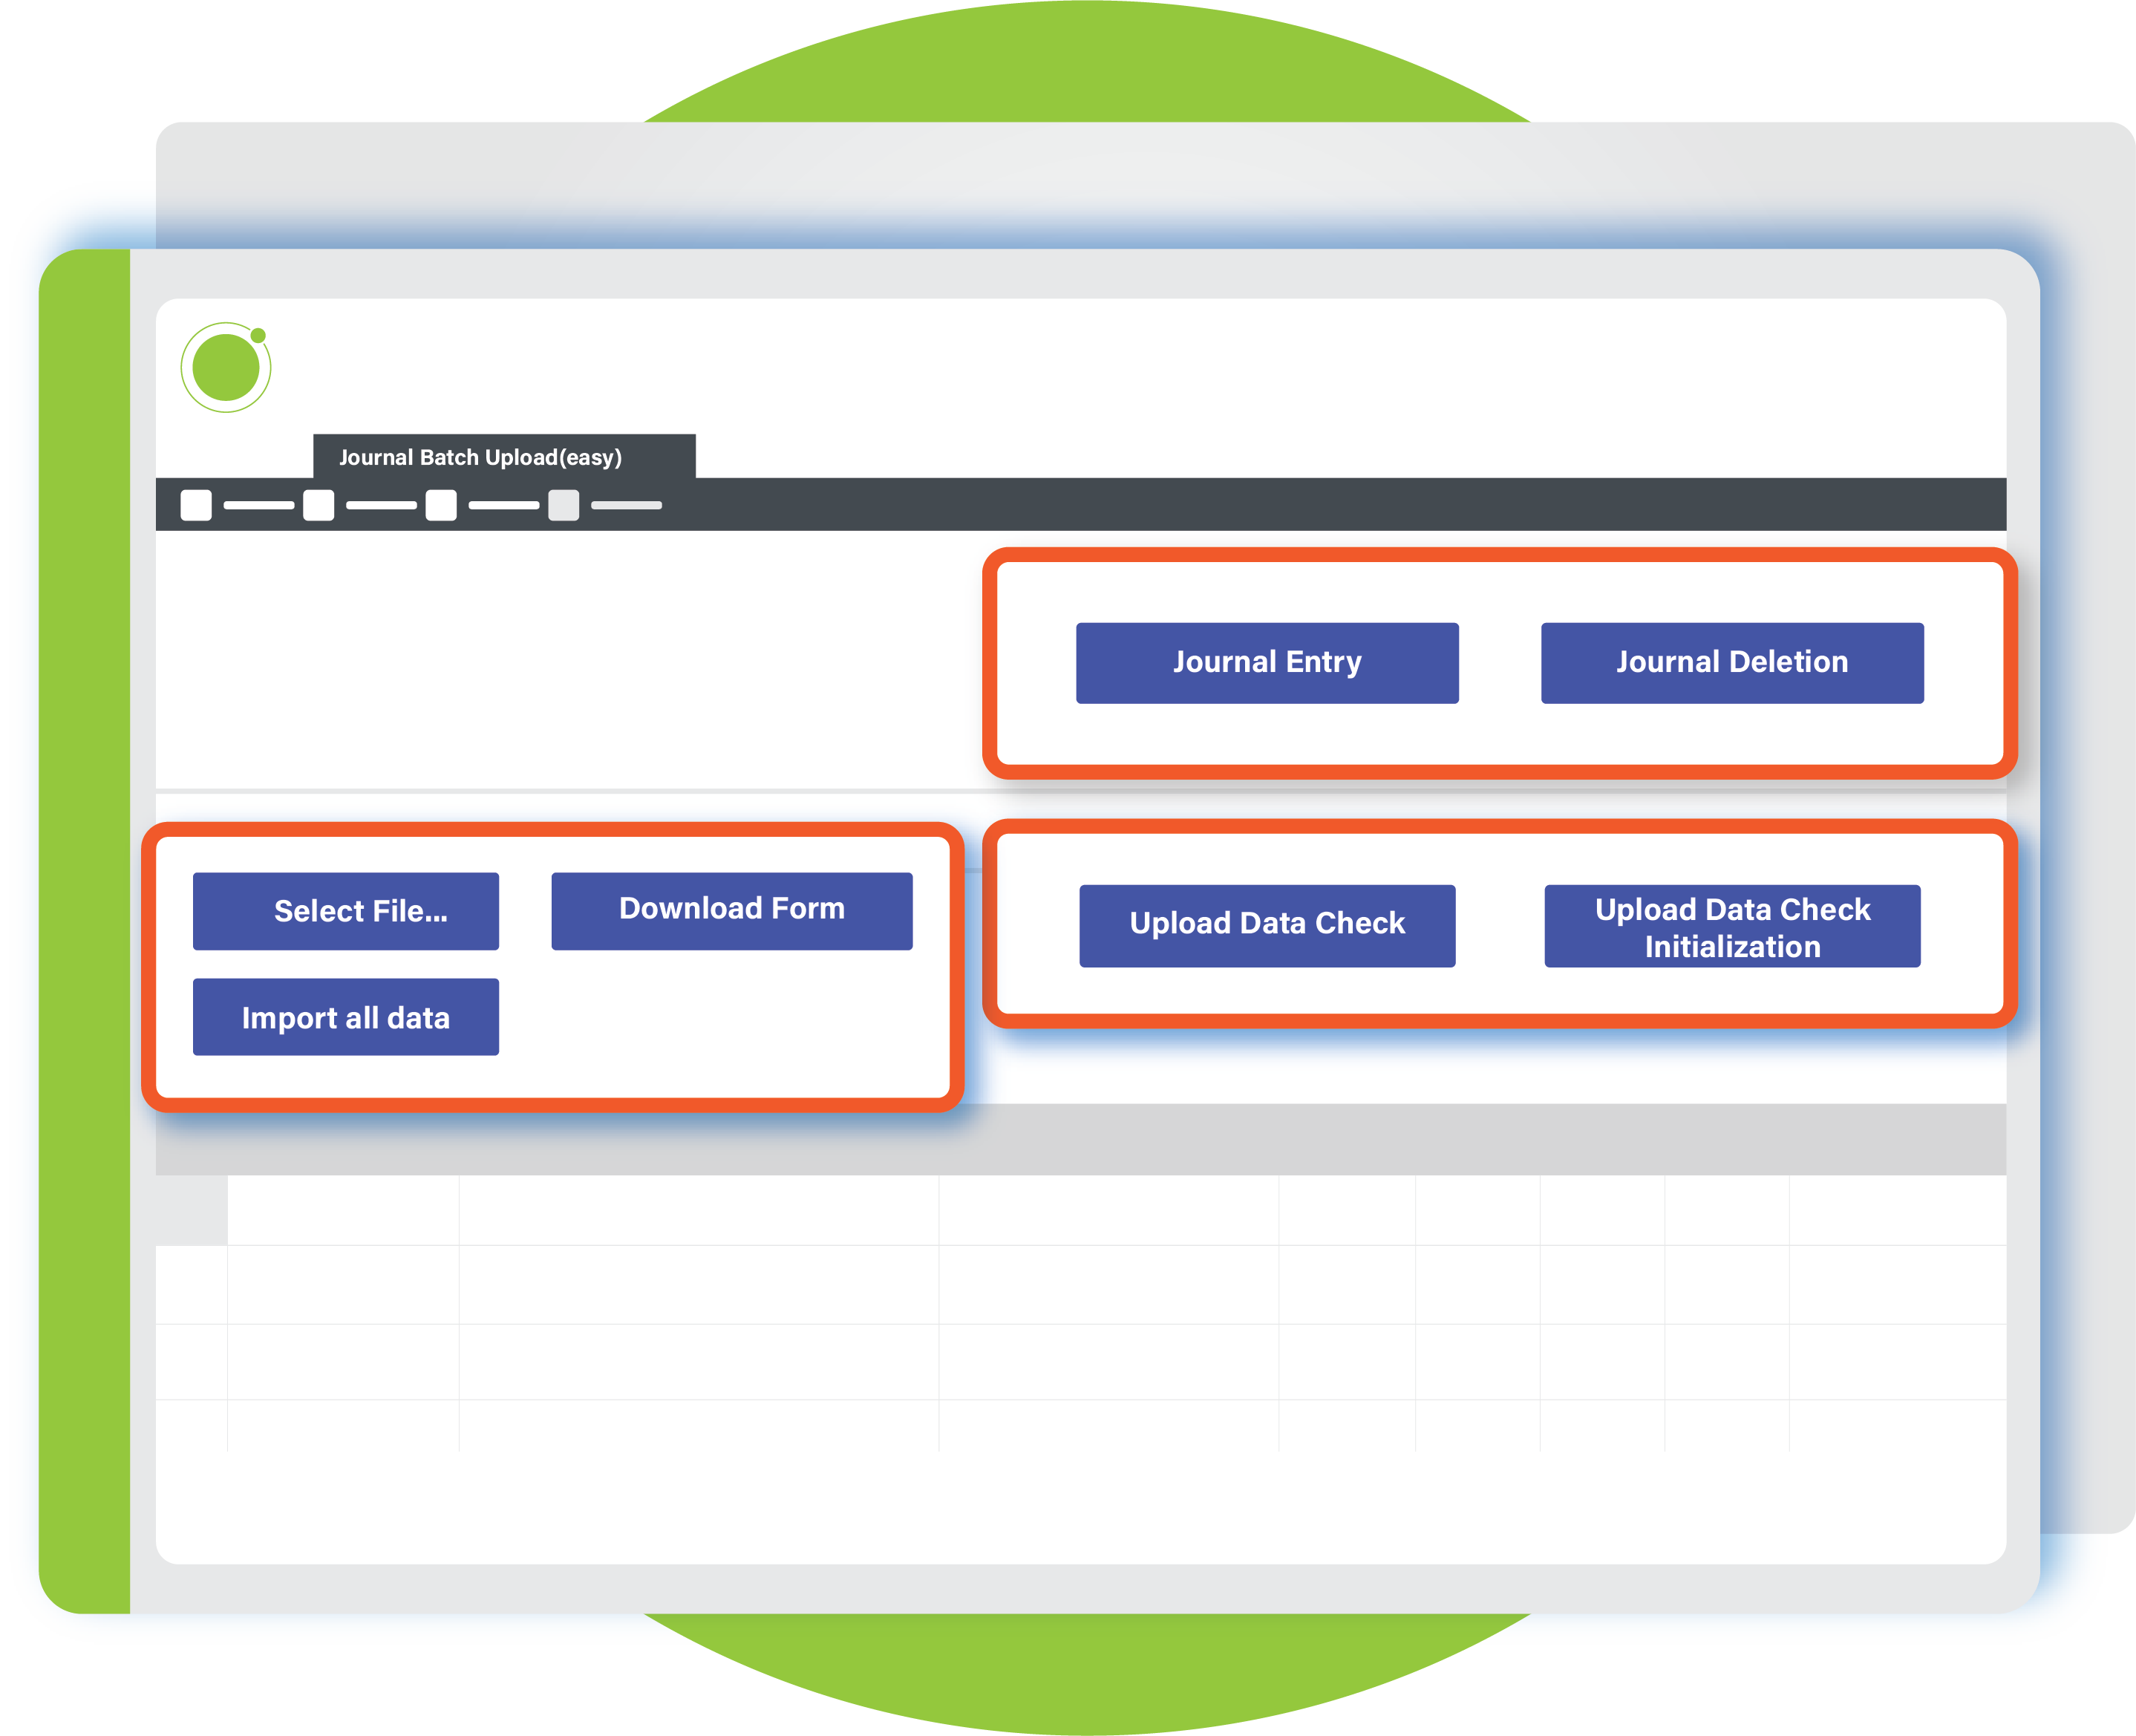 Journal Batch Upload(easy)
Journal Entry
Journal Deletion
Select File...
Download Form
Import all data
Upload Data Check
Upload Data Check
Initialization